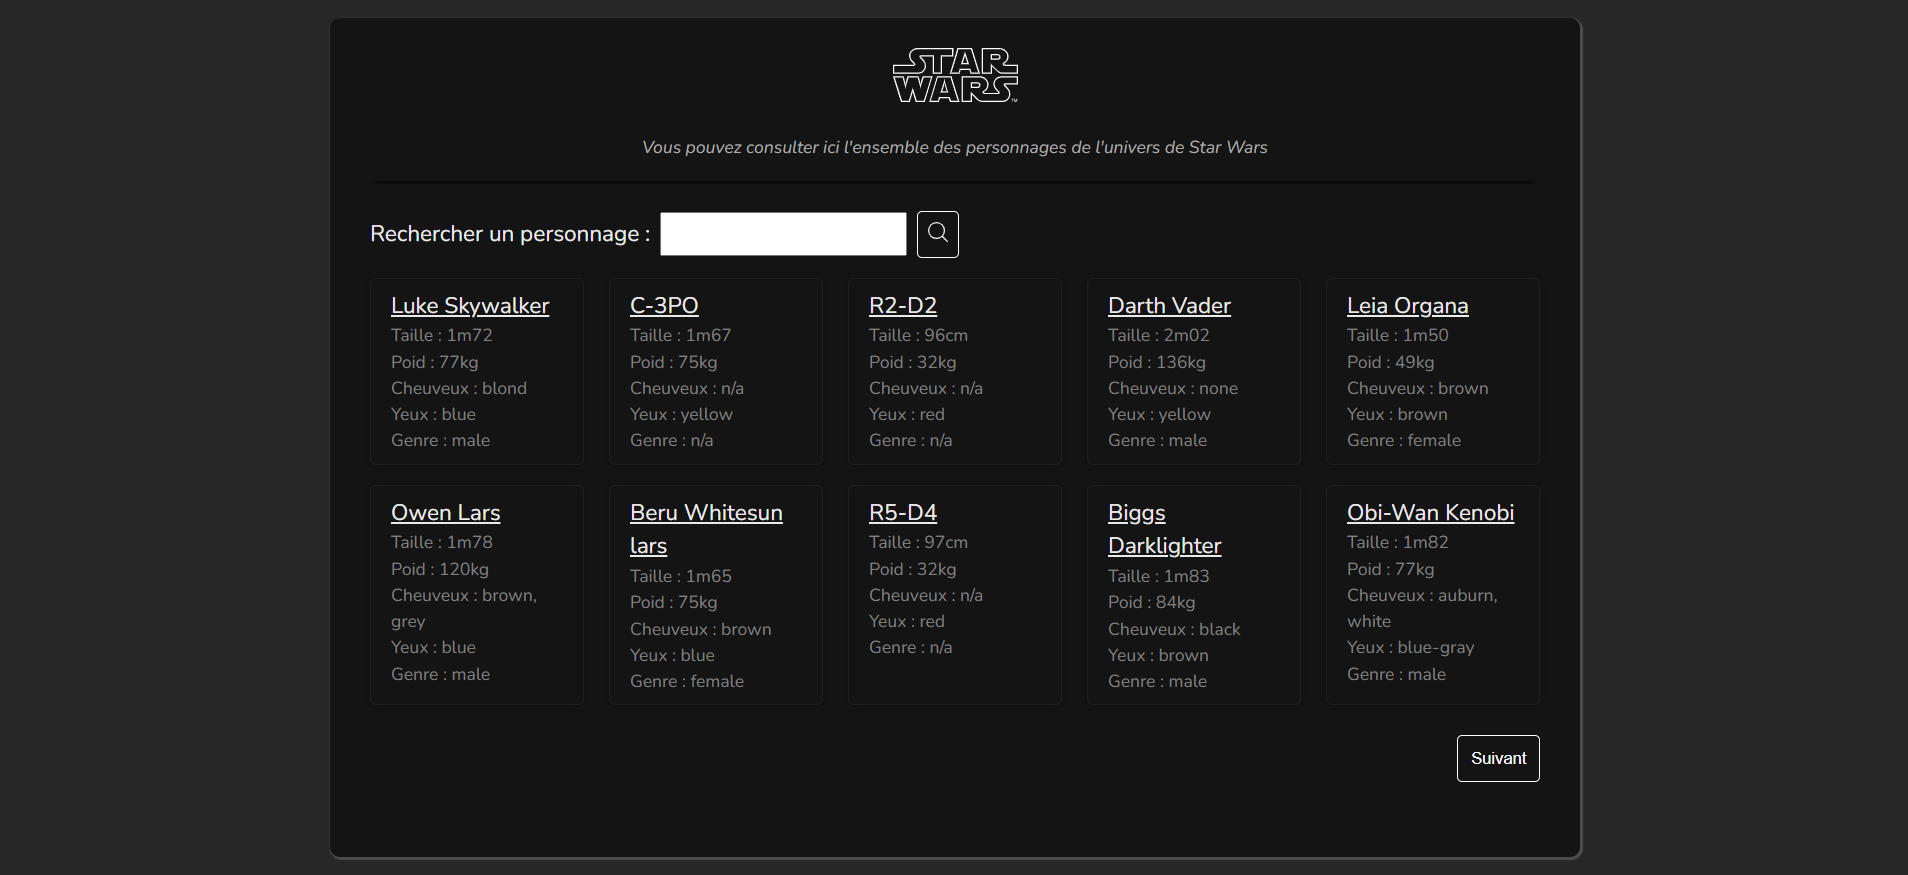 STAR
WARS™
Vous pouvez consulter ici l'ensemble des personnages de l'univers de Star Wars
Rechercher un personnage :
Luke Skywalker
Taille : 1m72
Poid : 77kg
Cheuveux : blond
Yeux : blue
Genre : male
C-3PO
Taille : 1m67
Poid : 75kg
Cheuveux : n/a
Yeux : yellow
Genre : n/a
R2-D2
Taille : 96cm
Poid : 32kg
Cheuveux : n/a
Yeux : red
Genre : n/a
Darth Vader
Taille : 2m02
Poid : 136kg
Cheuveux : none
Yeux : yellow
Genre : male
Leia Organa
Taille : 1m50
Poid : 49kg
Cheuveux : brown
Yeux : brown
Genre : female
Owen Lars
Taille : 1m78
Poid : 120kg
Cheuveux : brown,
grey
Yeux : blue
Genre : male
Beru Whitesun
lars
Taille : 1m65
Poid : 75kg
Cheuveux : brown
Yeux : blue
Genre : female
R5-D4
Taille : 97cm
Poid : 32kg
Cheuveux : n/a
Yeux : red
Genre : n/a
Biggs
Darklighter
Taille : 1m83
Poid : 84kg
Cheuveux : black
Yeux : brown
Genre : male
Obi-Wan Kenobi
Taille : 1m82
Poid : 77kg
Cheuveux : auburn,
white
Yeux : blue-gray
Genre : male
Suivant